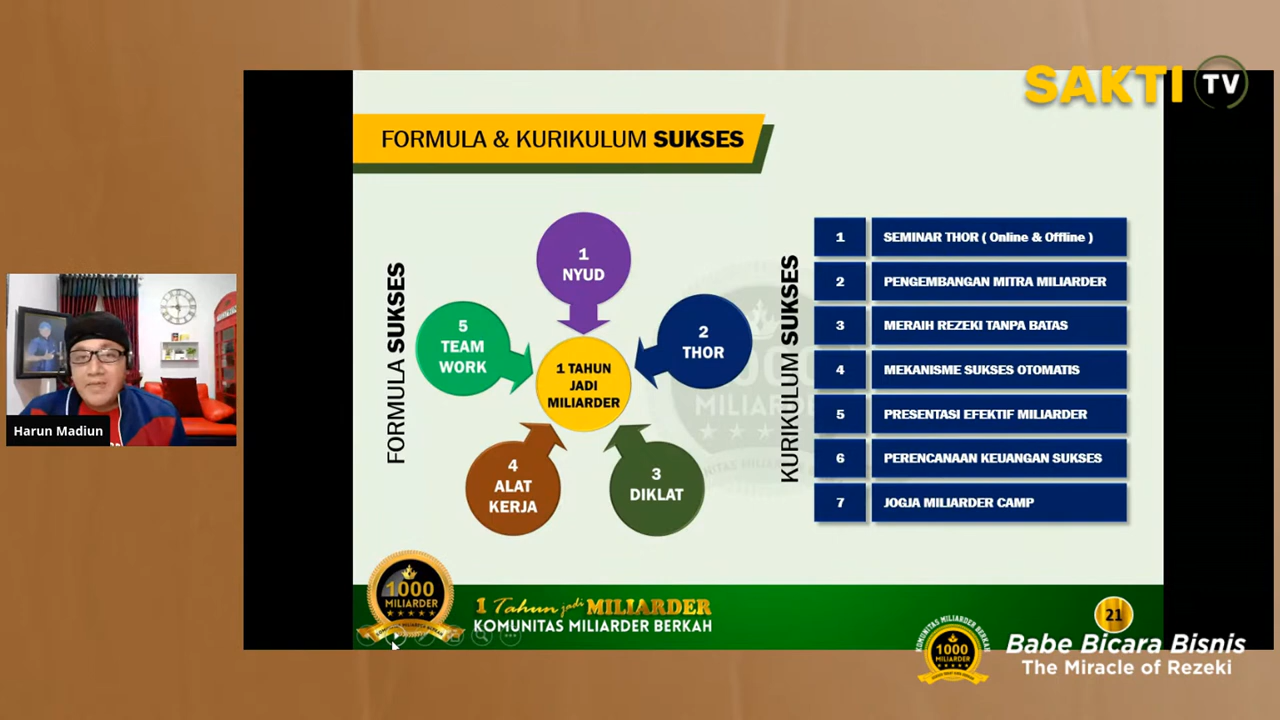 SAKTI TV
FORMULA & KURIKULUM SUKSES
FORMULA SUKSES
1
NYUD
2
THOR
3
DIKLAT
4
ALAT
KERJA
5
TEAM
WORK
1 TAHUN
JADI
MILIARDER
KURIKULUM SUKSES
1 SEMINAR THOR ( Online & Offline )
2 PENGEMBANGAN MITRA MILIARDER
3 MERAIH REZEKI TANPA BATAS
4 MEKANISME SUKSES OTOMATIS
5 PRESENTASI EFEKTIF MILIARDER
6 PERENCANAAN KEUANGAN SUKSES
7 JOGJA MILIARDER CAMP
Harun Madiun
1000
MILIARDER
1 Tahun jadi MILIARDER
KOMUNITAS MILIARDER BERKAH
21
KOMUNITAS MILIARDER BERKAH
1000
MILIARDER
Babe Bicara Bisnis
The Miracle of Rezeki